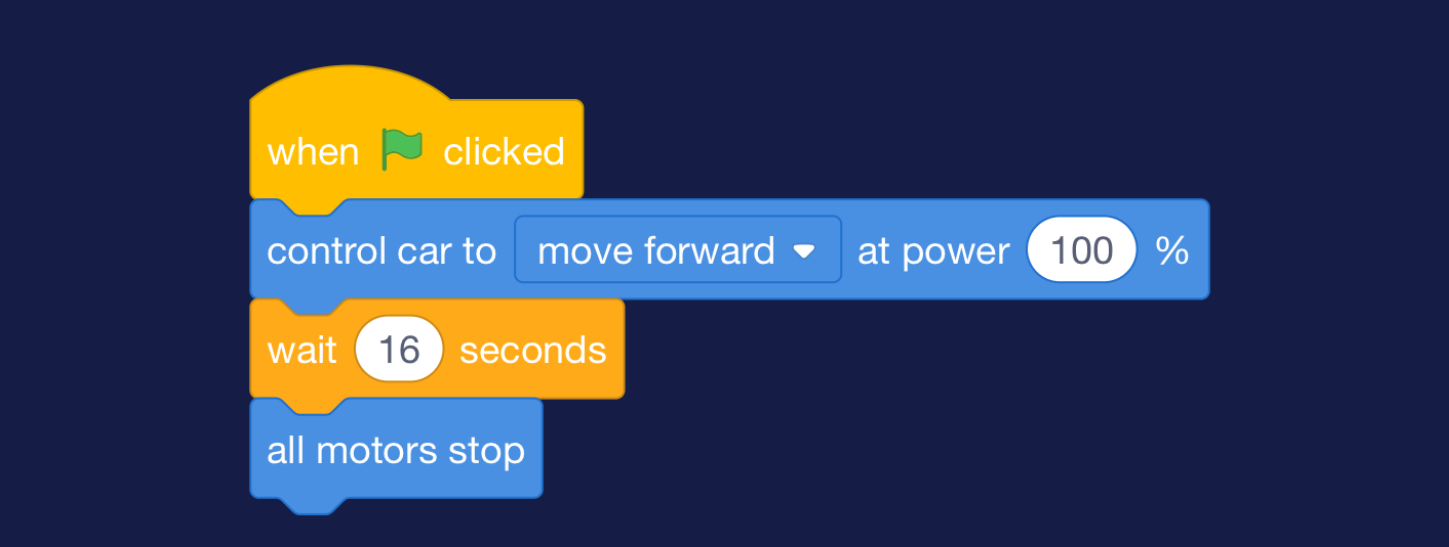 when clicked
control car to move forward at power 100 %
wait 16 seconds
all motors stop